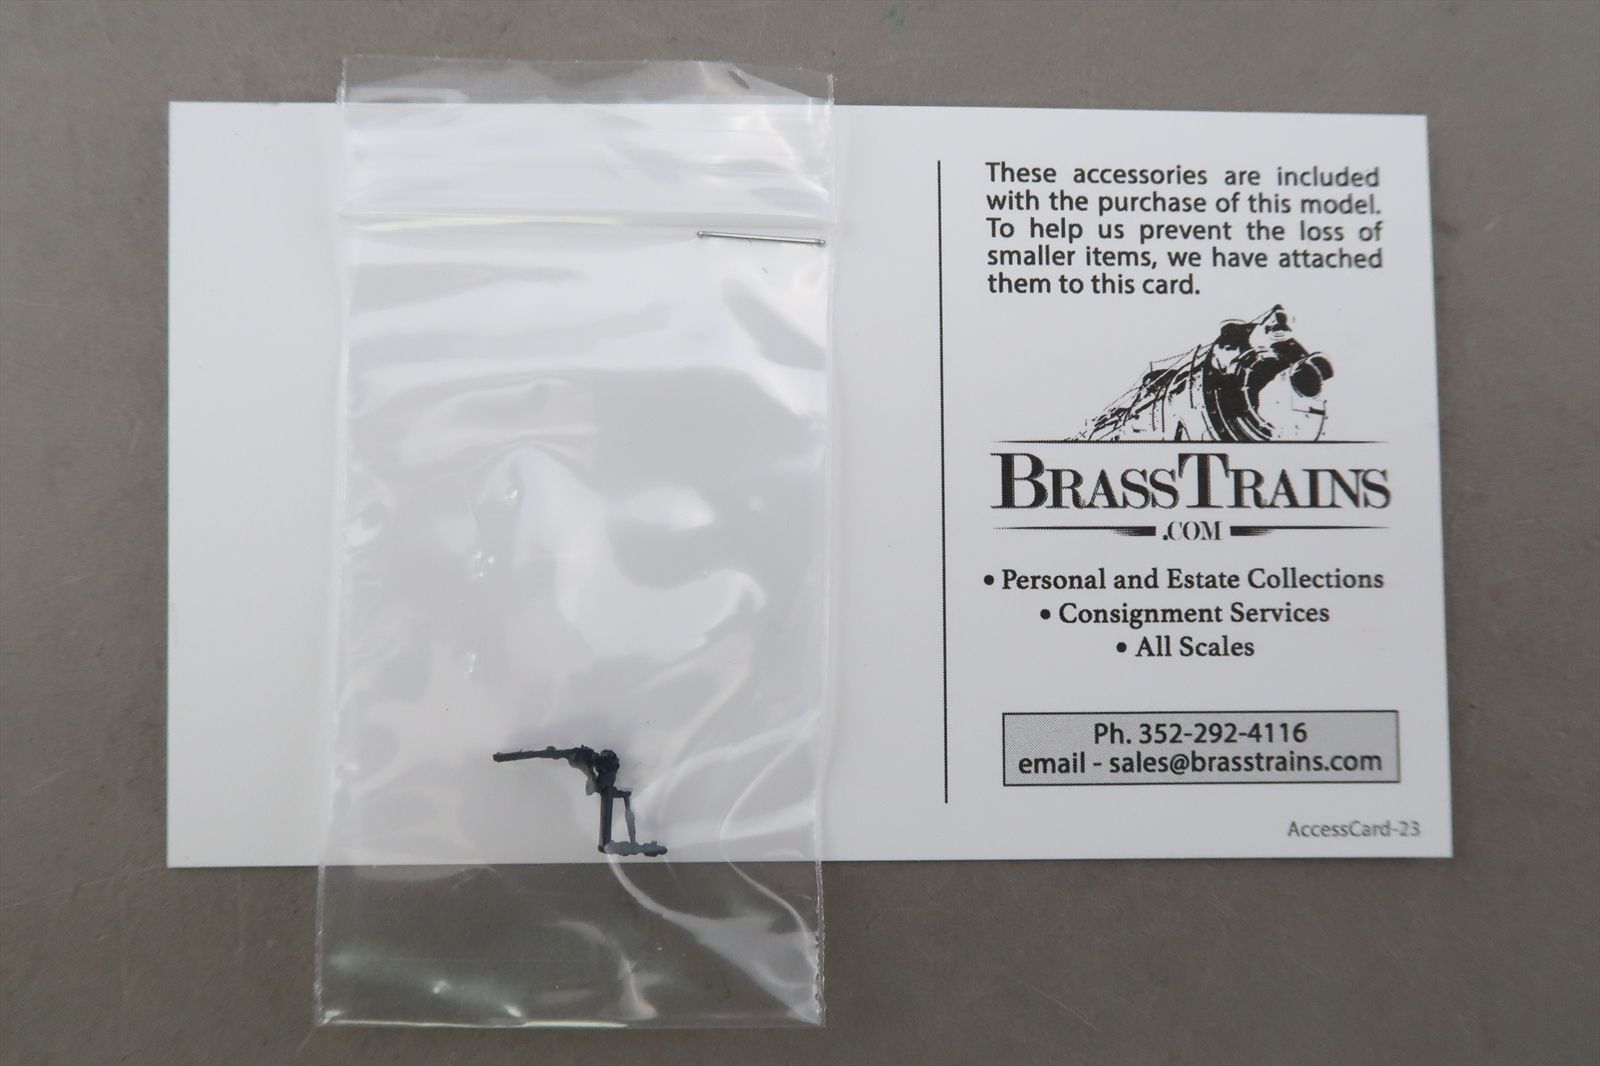 These accessories are included
with the purchase of this model.
To help us prevent the loss of
smaller items, we have attached
them to this card.
BRASSTRAINS
.COM
• Personal and Estate Collections
• Consignment Services
• All Scales
Ph. 352-292-4116
email - sales@brasstrains.com
AccessCard-23